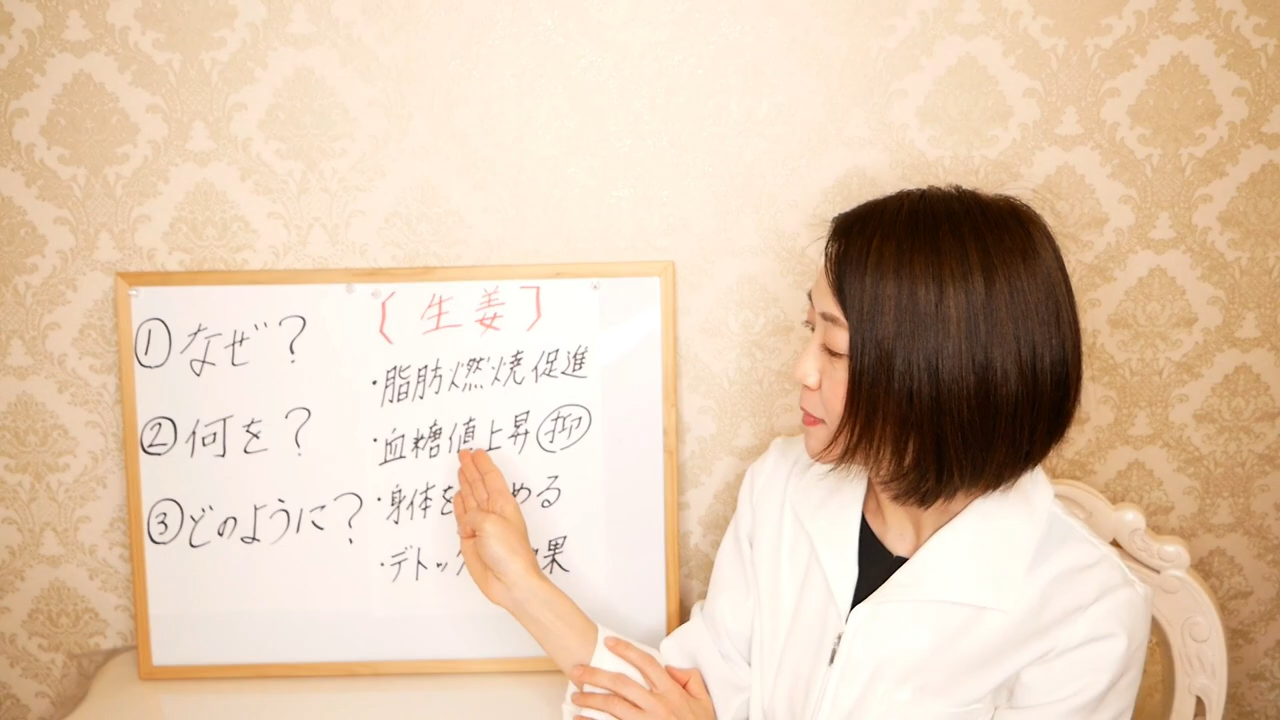 ① なぜ?
② 何を?
③ どのように?
[生姜]
・脂肪燃焼促進
・血糖値上昇 抑
・身体を める
・デトッ 果